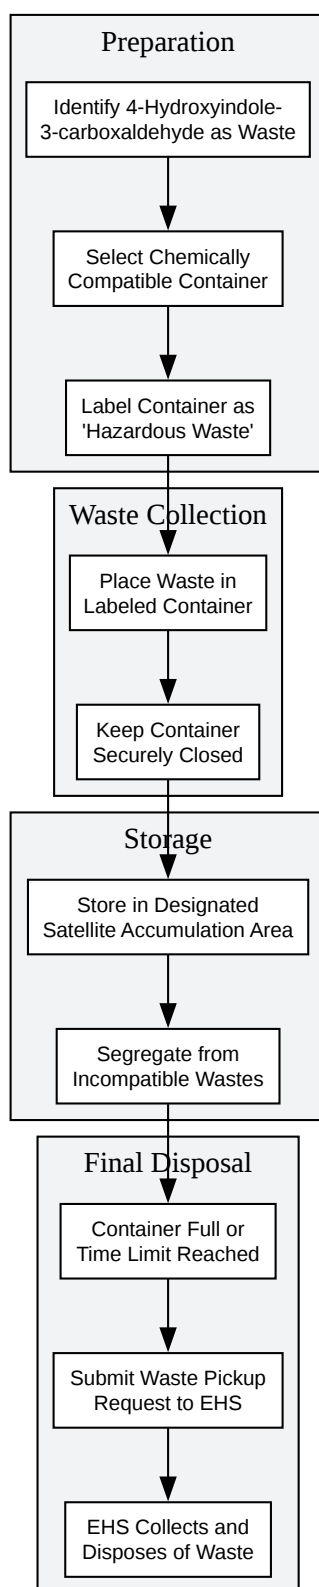 Preparation
Identify 4-Hydroxyindole-
3-carboxaldehyde as Waste
Select Chemically
Compatible Container
Label Container as
'Hazardous Waste'
Waste Collection
Place Waste in
Labeled Container
Keep Container
Securely Closed
Storage
Store in Designated
Satellite Accumulation Area
Segregate from
Incompatible Wastes
Final Disposal
Container Full or
Time Limit Reached
Submit Waste Pickup
Request to EHS
EHS Collects and
Disposes of Waste